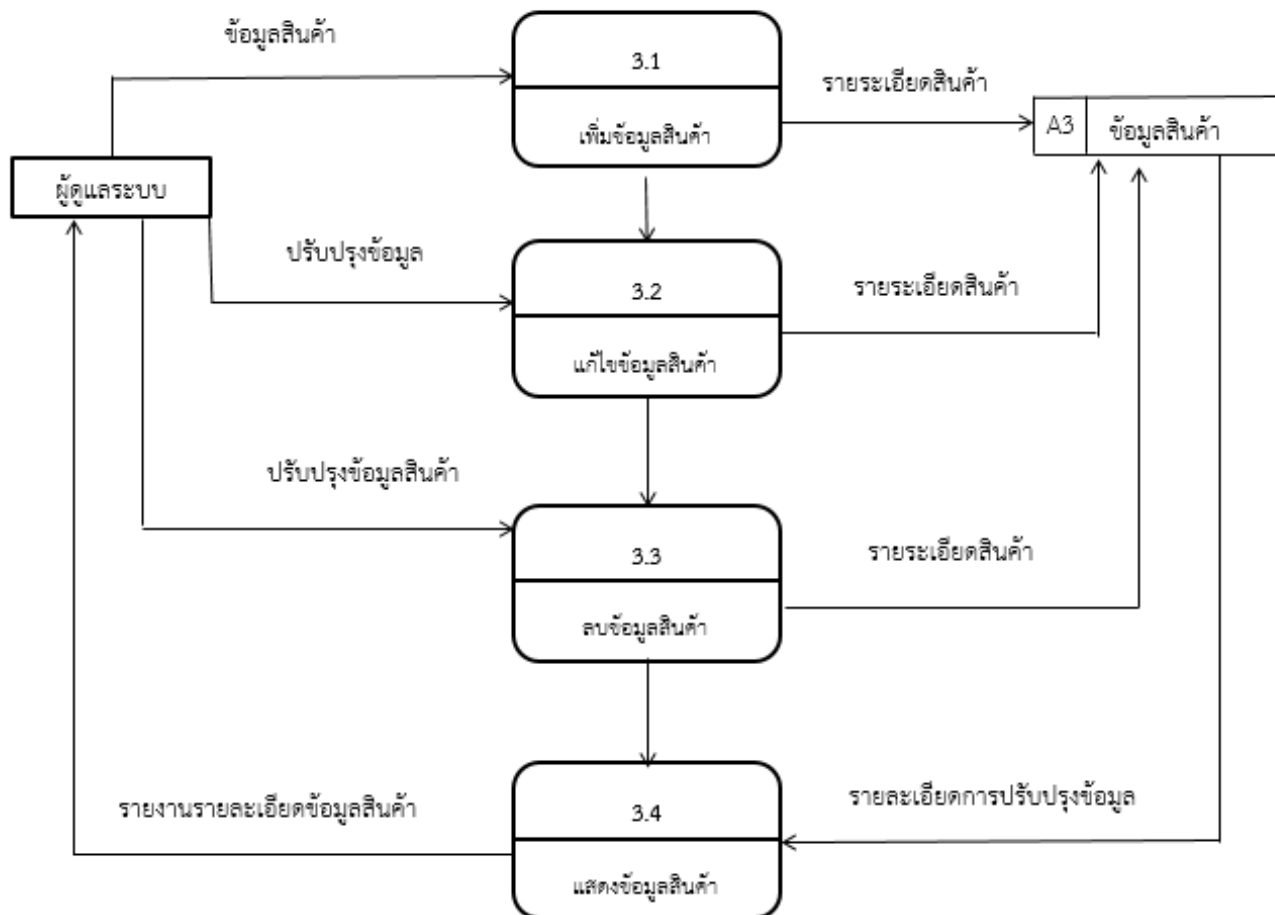 ข้อมูลสินค้า
3.1
เพิ่มข้อมูลสินค้า
รายระเอียดสินค้า
A3 ข้อมูลสินค้า
ผู้ดูแลระบบ
ปรับปรุงข้อมูล
3.2
แก้ไขข้อมูลสินค้า
รายระเอียดสินค้า
ปรับปรุงข้อมูลสินค้า
3.3
ลบข้อมูลสินค้า
รายระเอียดสินค้า
รายงานรายละเอียดข้อมูลสินค้า
3.4
แสดงข้อมูลสินค้า
รายละเอียดการปรับปรุงข้อมูล